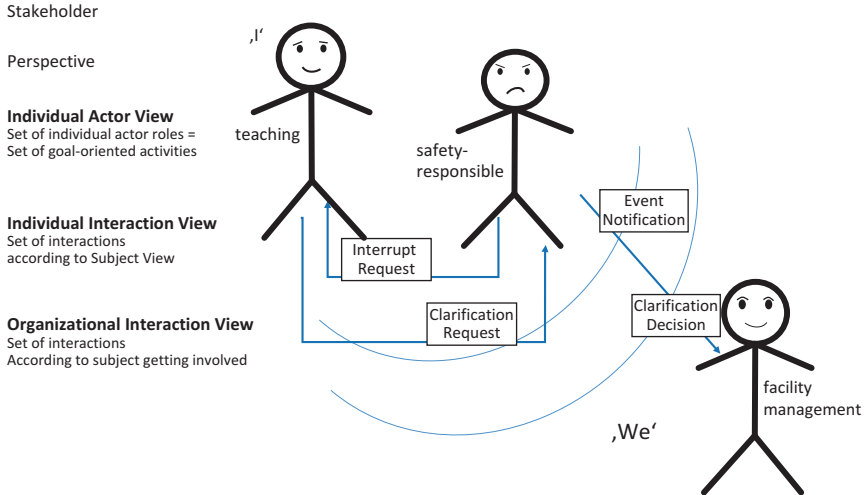 Stakeholder
Perspective
Individual Actor View
Set of individual actor roles =
Set of goal-oriented activities
Individual Interaction View
Set of interactions
according to Subject View
Organizational Interaction View
Set of interactions
According to subject getting involved
‚I‘
teaching
safety-
responsible
Interrupt
Request
Clarification
Request
Event
Notification
Clarification
Decision
facility
management
‚We‘